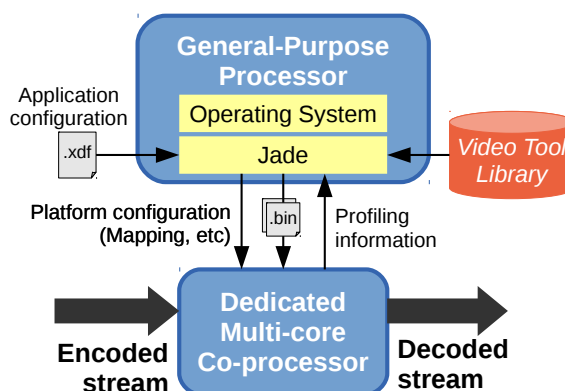 General-Purpose
Processor
Operating System
Jade
Application
configuration
.xdf
Video Tool
Library
Platform configuration
(Mapping, etc)
.bin
Profiling
information
Dedicated
Multi-core
Co-processor
Encoded
stream
Decoded
stream